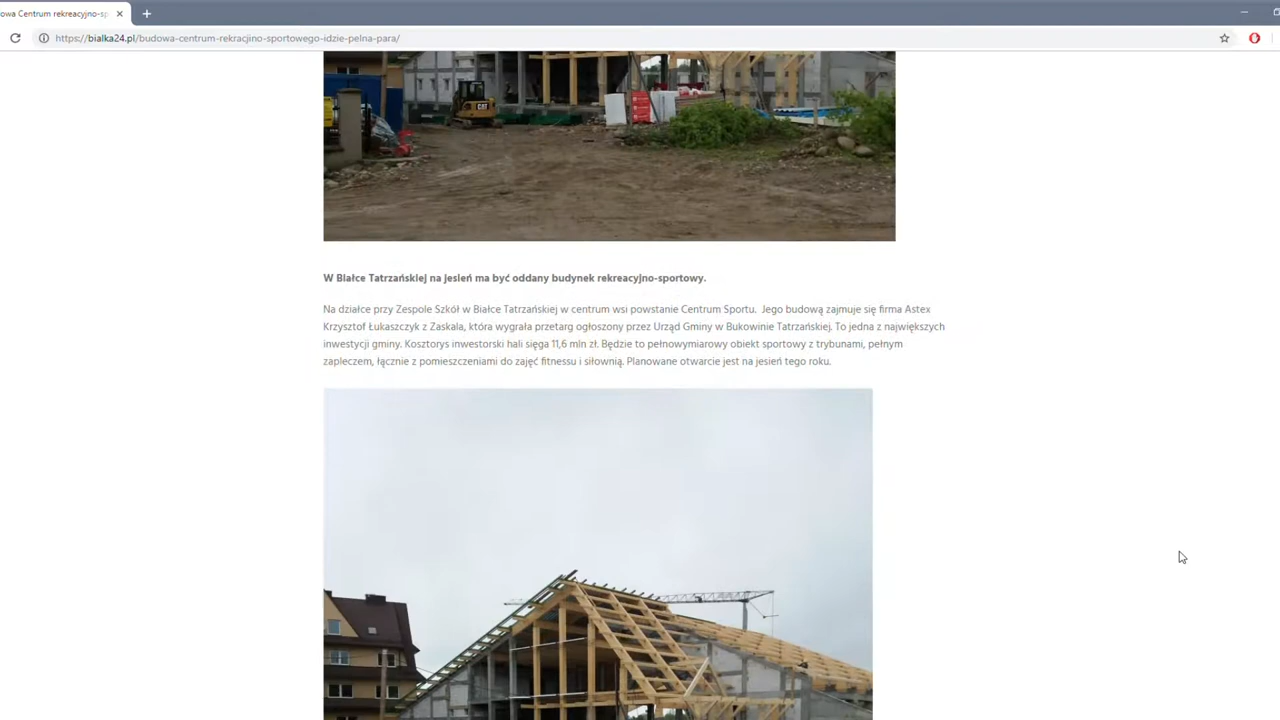 owa Centrum rekreacyjno-sp
https://bialka24.pl/budowa-centrum-rekracjino-sportowego-idzie-pelna-para/
CAT
W Białce Tatrzańskiej na jesień ma być oddany budynek rekreacyjno-sportowy.
Na działce przy Zespole Szkół w Białce Tatrzańskiej w centrum wsi powstanie Centrum Sportu. Jego budową zajmuje się firma Astex
Krzysztof Łukaszczyk z Zaskala, która wygrała przetarg ogłoszony przez Urząd Gminy w Bukowinie Tatrzańskiej. To jedna z największych
inwestycji gminy. Kosztorys inwestorski hali sięga 11,6 mln zł. Będzie to pełnowymiarowy obiekt sportowy z trybunami, pełnym
zapleczem, łącznie z pomieszczeniami do zajęć fitnessu i siłownią. Planowane otwarcie jest na jesień tego roku.